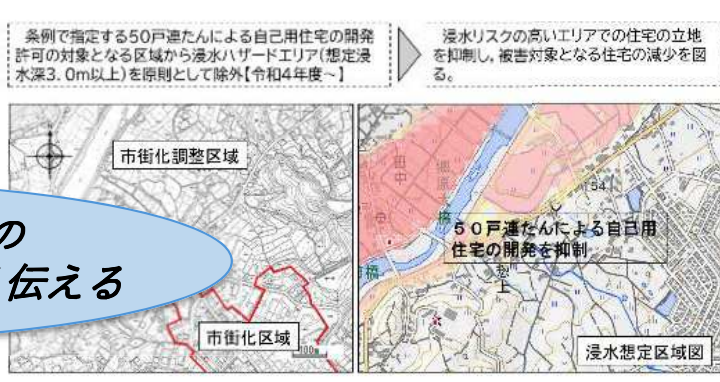 条例で指定する50戸連たんによる自己用住宅の開発
許可の対象となる区域から浸水ハザードエリア(想定浸
水深3.0m以上)を原則として除外【令和4年度~】
浸水リスクの高いエリアでの住宅の立地
を抑制し、被害対象となる住宅の減少を図
る。
市街化調整区域
の
伝える
市街化区域
100m
田中
54
50戸連たんによる自己用
住宅の開発を抑制
浸水想定区域図